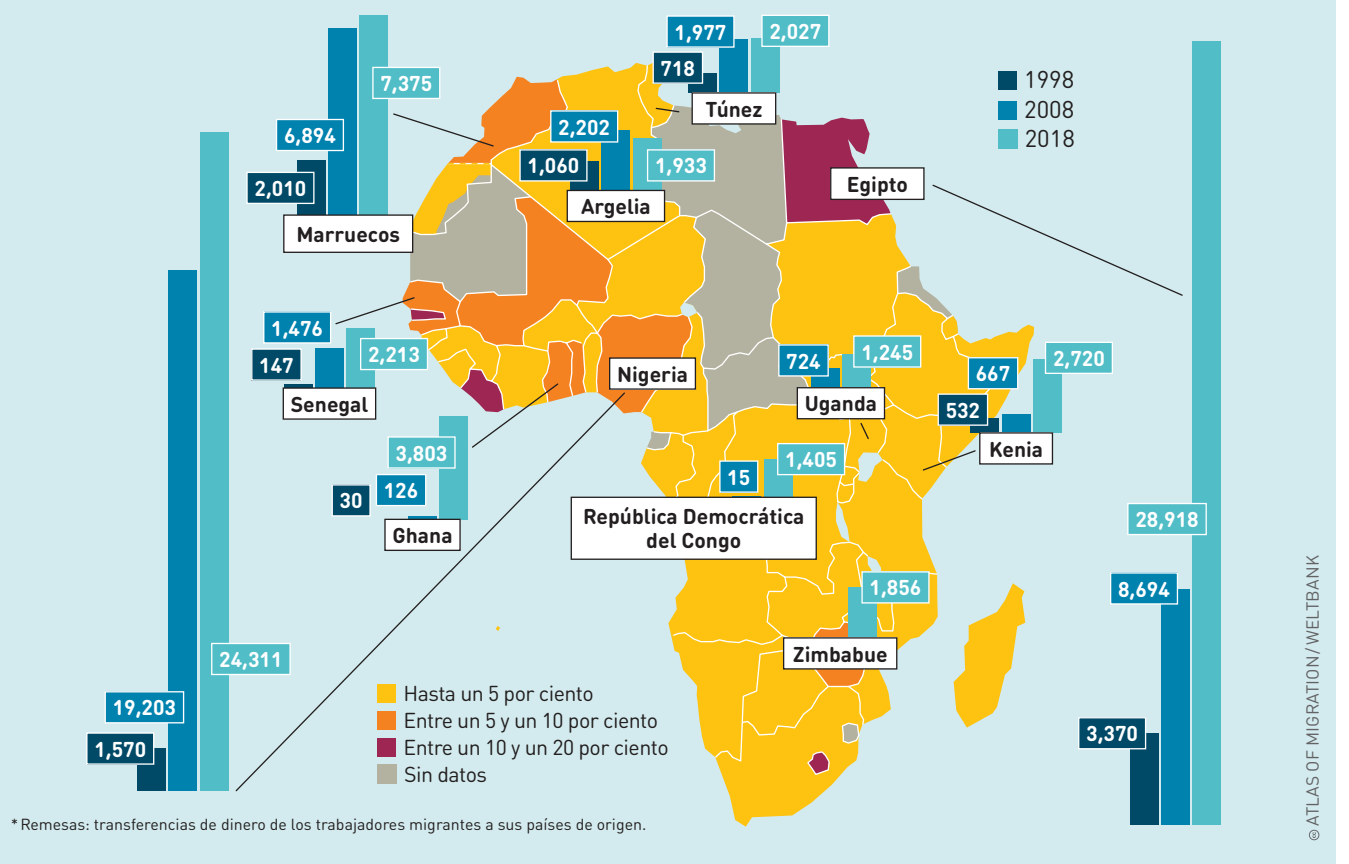 1998
2008
2018
718
1,977
2,027
Túnez
2,010
6,894
7,375
Marruecos
1,060
2,202
1,933
Argelia
Egipto
3,370
8,694
28,918
147
1,476
2,213
Senegal
30
126
3,803
Ghana
Nigeria
1,570
19,203
24,311
724
1,245
Uganda
532
667
2,720
Kenia
15
1,405
República Democrática
del Congo
1,856
Zimbabue
Hasta un 5 por ciento
Entre un 5 y un 10 por ciento
Entre un 10 y un 20 por ciento
Sin datos
* Remesas: transferencias de dinero de los trabajadores migrantes a sus países de origen.
ATLAS OF MIGRATION/WELTBANK